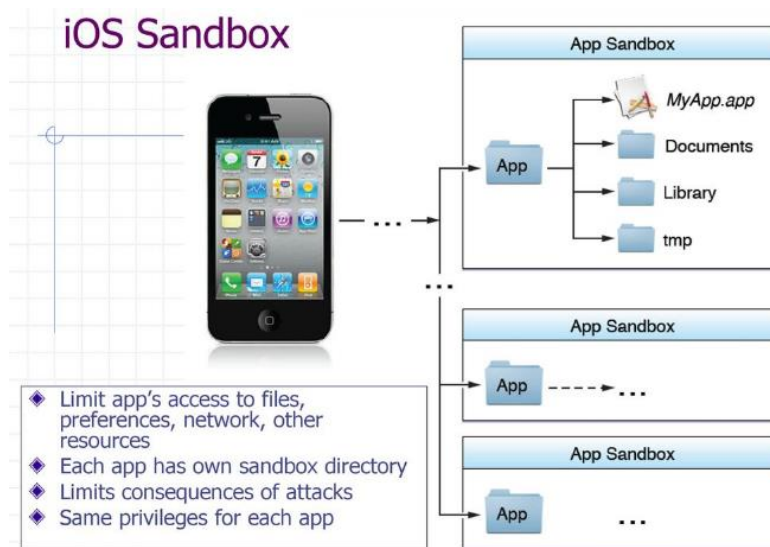 iOS Sandbox
App Sandbox
App
MyApp.app
Documents
Library
tmp
...
...
App Sandbox
App
...
App Sandbox
App
...
Limit app's access to files,
preferences, network, other
resources
Each app has own sandbox directory
Limits consequences of attacks
Same privileges for each app